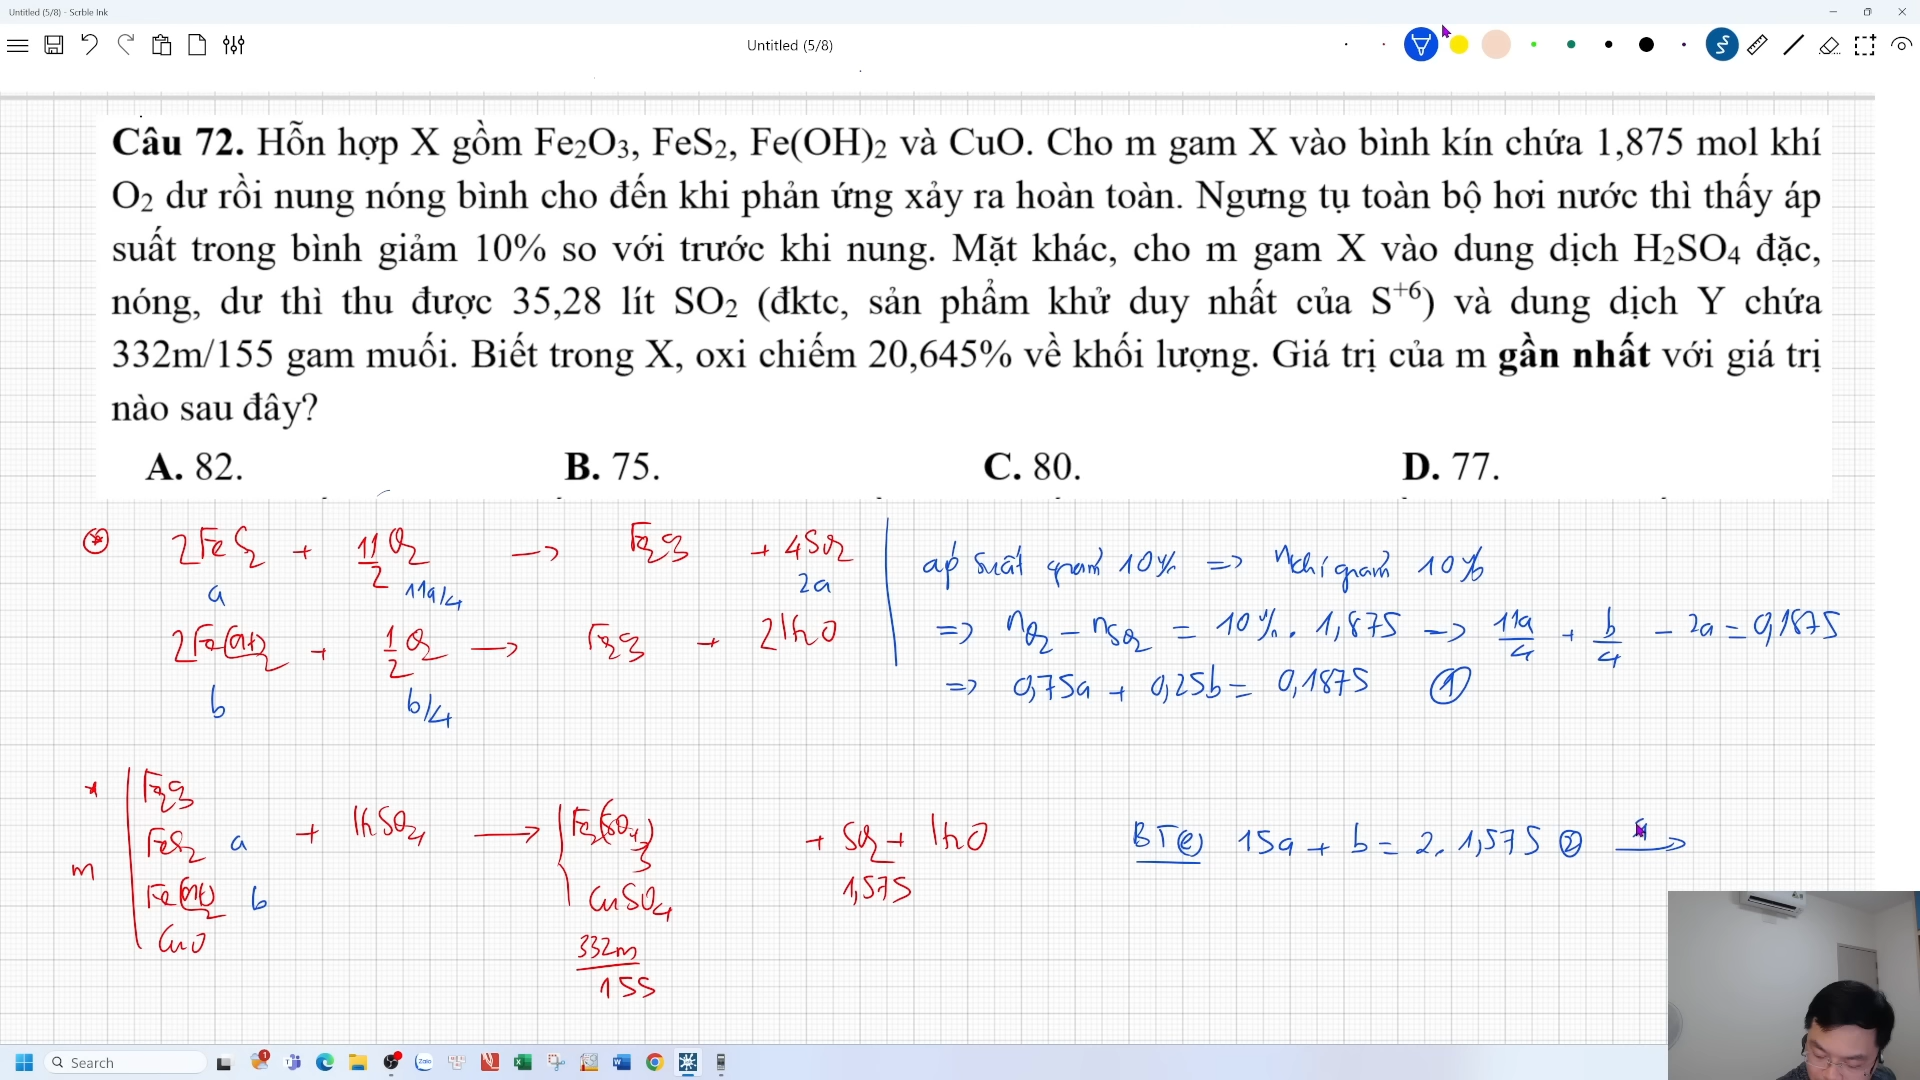 Untitled (5/8) - Scrble Ink
Untitled (5/8)
Câu 72. Hỗn hợp X gồm Fe2O3, FeS2, Fe(OH)2 và CuO. Cho m gam X vào bình kín chứa 1,875 mol khí
O2 dư rồi nung nóng bình cho đến khi phản ứng xảy ra hoàn toàn. Ngưng tụ toàn bộ hơi nước thì thấy áp
suất trong bình giảm 10% so với trước khi nung. Mặt khác, cho m gam X vào dung dịch H2SO4 đặc,
nóng, dư thì thu được 35,28 lít SO2 (đktc, sản phẩm khử duy nhất của S+6) và dung dịch Y chứa
332m/155 gam muối. Biết trong X, oxi chiếm 20,645% về khối lượng. Giá trị của m gần nhất với giá trị
nào sau đây?
A. 82. B. 75. C. 80. D. 77.
2FeS2 + 11/2 O2 → Fe2O3 + 4SO2
a 11a/4 2a
2Fe(OH)2 + 1/2 O2 → Fe2O3 + 2H2O
b b/4
áp suất giảm 10% => nkhí giảm 10%
=> nO2 - nSO2 = 10%. 1,875 → 11a/4 + b/4 - 2a = 0,1875
=> 0,75a + 0,25b = 0,1875 ①
* Fe2O3
m FeS2 a + H2SO4 → Fe2(SO4)3 + SO2 + H2O
Fe(OH)2 b CuSO4 1,575
CuO 332m/155
BT(e) 15a + b = 2. 1,575 ②
Search